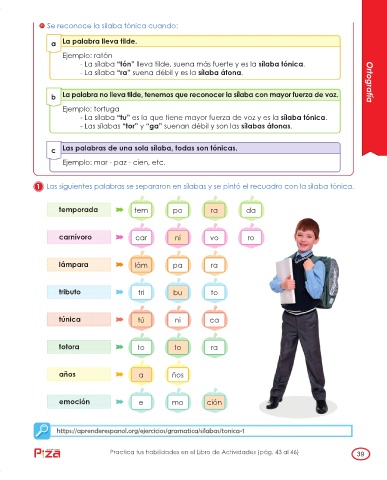 Se reconoce la sílaba tónica cuando:
a La palabra lleva tilde.
Ejemplo: ratón
- La sílaba "tón" lleva tilde, suena más fuerte y es la sílaba tónica.
- La sílaba "ra" suena débil y es la sílaba átona.
Ortografía
b La palabra no lleva tilde, tenemos que reconocer la sílaba con mayor fuerza de voz.
Ejemplo: tortuga
- La sílaba "tu" es la que tiene mayor fuerza de voz y es la sílaba tónica.
- Las sílabas "tor" y "ga" suenan débil y son las sílabas átonas.
c Las palabras de una sola sílaba, todas son tónicas.
Ejemplo: mar - paz - cien, etc.
1 Las siguientes palabras se separaron en sílabas y se pintó el recuadro con la sílaba tónica.
temporada tem po ra da
carnívoro car ní vo ro
lámpara lám pa ra
tributo tri bu to
túnica tú ni ca
totora to to ra
años a ños
emoción e mo ción
https://aprenderespanol.org/ejercicios/gramatica/silabas/tonica-1
Piza Practica tus habilidades en el Libro de Actividades (pág. 43 al 46) 39